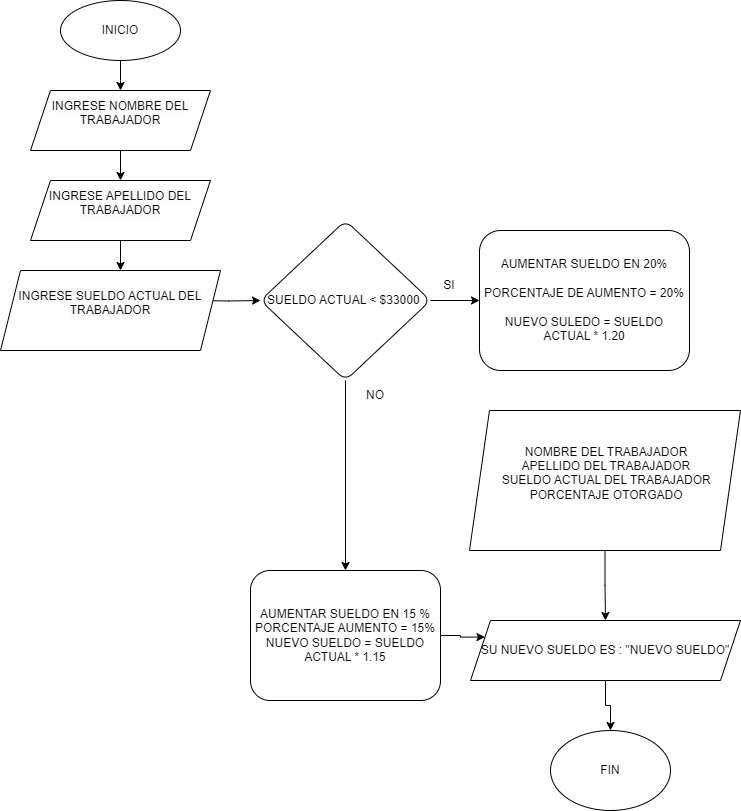 INICIO
INGRESE NOMBRE DEL
TRABAJADOR
INGRESE APELLIDO DEL
TRABAJADOR
INGRESE SUELDO ACTUAL DEL
TRABAJADOR
SUELDO ACTUAL < $33000
SI
AUMENTAR SUELDO EN 20%
PORCENTAJE DE AUMENTO = 20%
NUEVO SULEDO = SUELDO
ACTUAL * 1.20
NO
NOMBRE DEL TRABAJADOR
APELLIDO DEL TRABAJADOR
SUELDO ACTUAL DEL TRABAJADOR
PORCENTAJE OTORGADO
AUMENTAR SUELDO EN 15 %
PORCENTAJE AUMENTO = 15%
NUEVO SUELDO = SUELDO
ACTUAL * 1.15
SU NUEVO SUELDO ES : "NUEVO SUELDO"
FIN